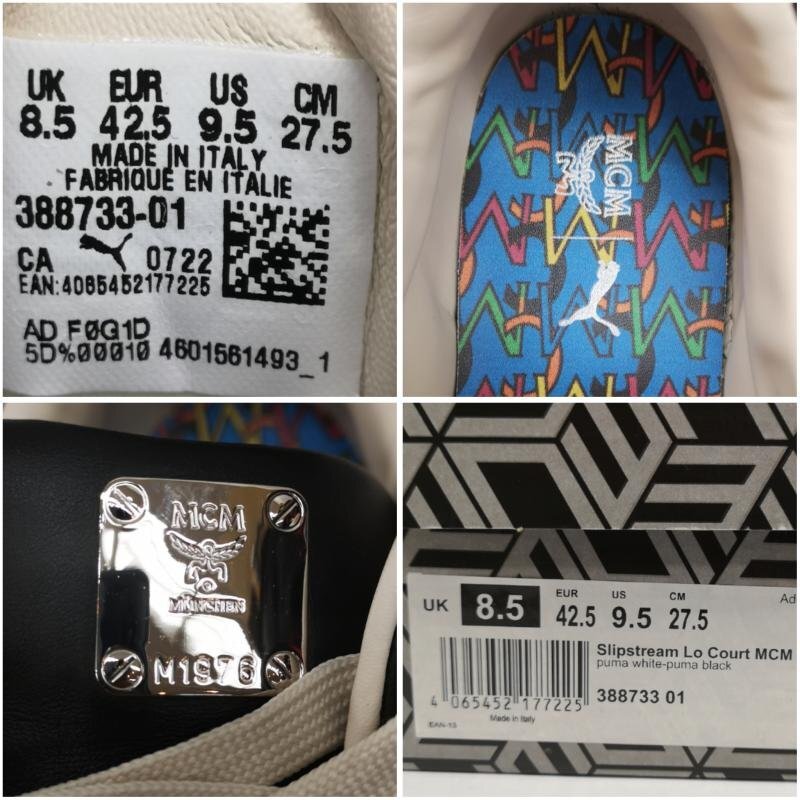 UK EUR US CM
8.5 42.5 9.5 27.5
MADE IN ITALY
FABRIQUE EN ITALIE
388733-01
CA 0722
EAN:4065452177225
AD F0G1D
5D%00010 4601561493_1
MCM
MCM
MÜNCHEN
M1976
UK 8.5 EUR 42.5 US 9.5 CM 27.5
Ad
Slipstream Lo Court MCM
puma white-puma black
388733 01
4 065452 177225
EAN-13
Made in Italy